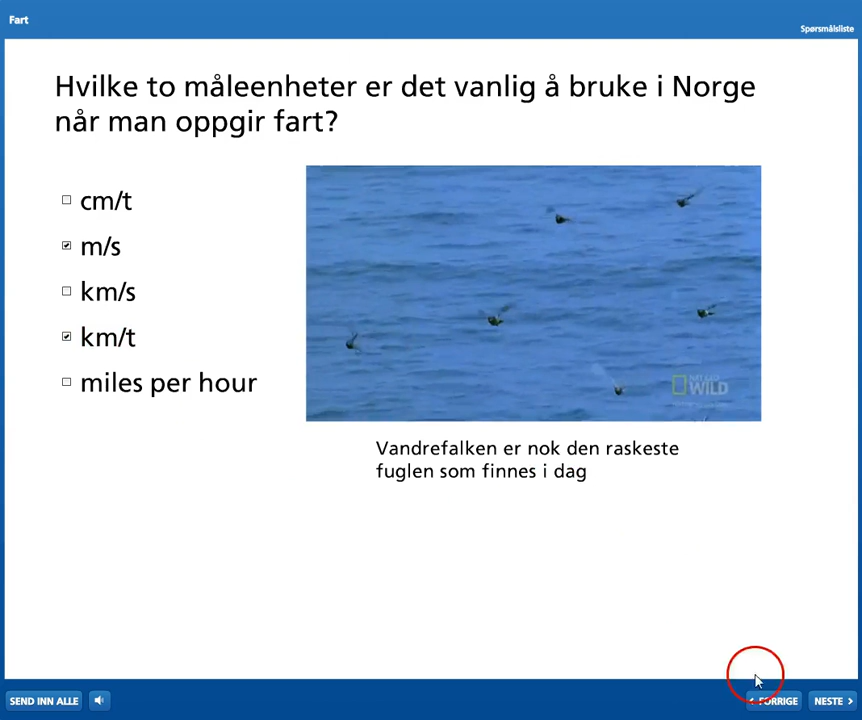 Fart
Spørsmålsliste
Hvilke to måleenheter er det vanlig å bruke i Norge
når man oppgir fart?
cm/t
m/s
km/s
km/t
miles per hour
WILD
Vandrefalken er nok den raskeste
fuglen som finnes i dag
SEND INN ALLE
FORRIGE
NESTE